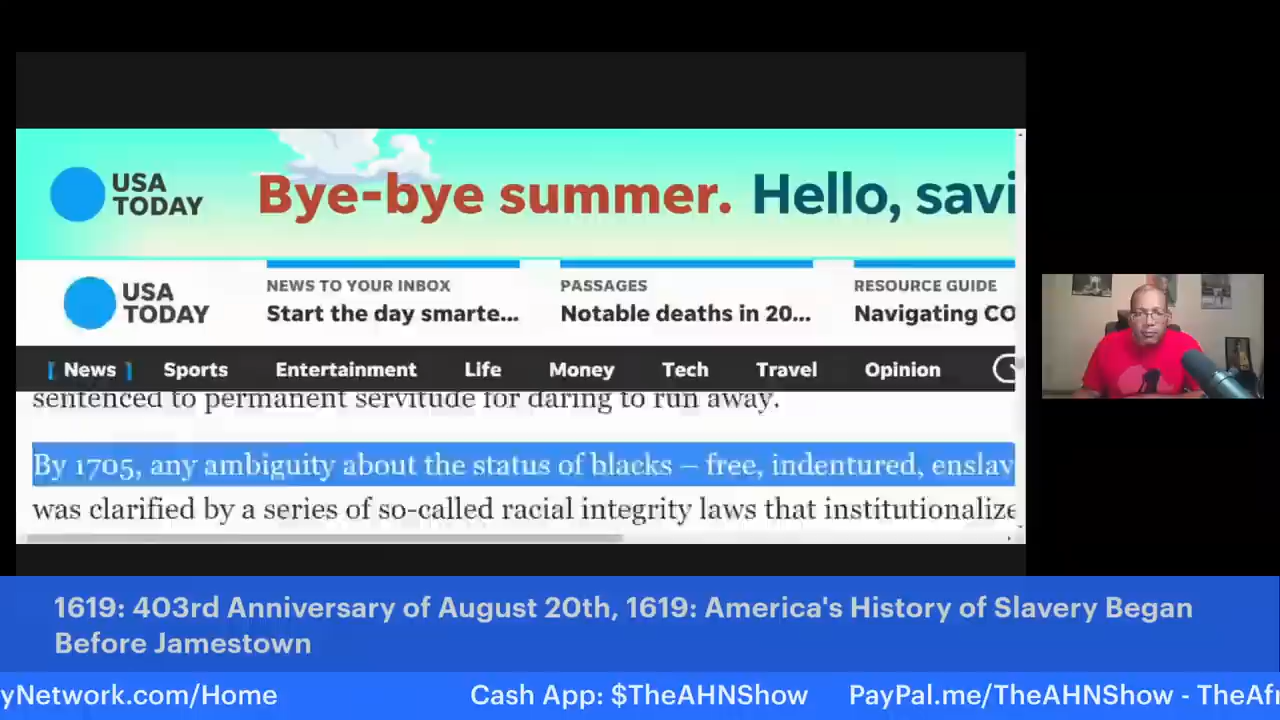 USA
TODAY
Bye-bye summer. Hello, savi
USA
TODAY
NEWS TO YOUR INBOX
Start the day smarte...
PASSAGES
Notable deaths in 20...
RESOURCE GUIDE
Navigating CO
News Sports Entertainment Life Money Tech Travel Opinion
sentenced to permanent servitude for daring to run away.
By 1705, any ambiguity about the status of blacks – free, indentured, enslav
was clarified by a series of so-called racial integrity laws that institutionalize
1619: 403rd Anniversary of August 20th, 1619: America's History of Slavery Began
Before Jamestown
yNetwork.com/Home Cash App: $TheAHNShow PayPal.me/TheAHNShow - TheAfr